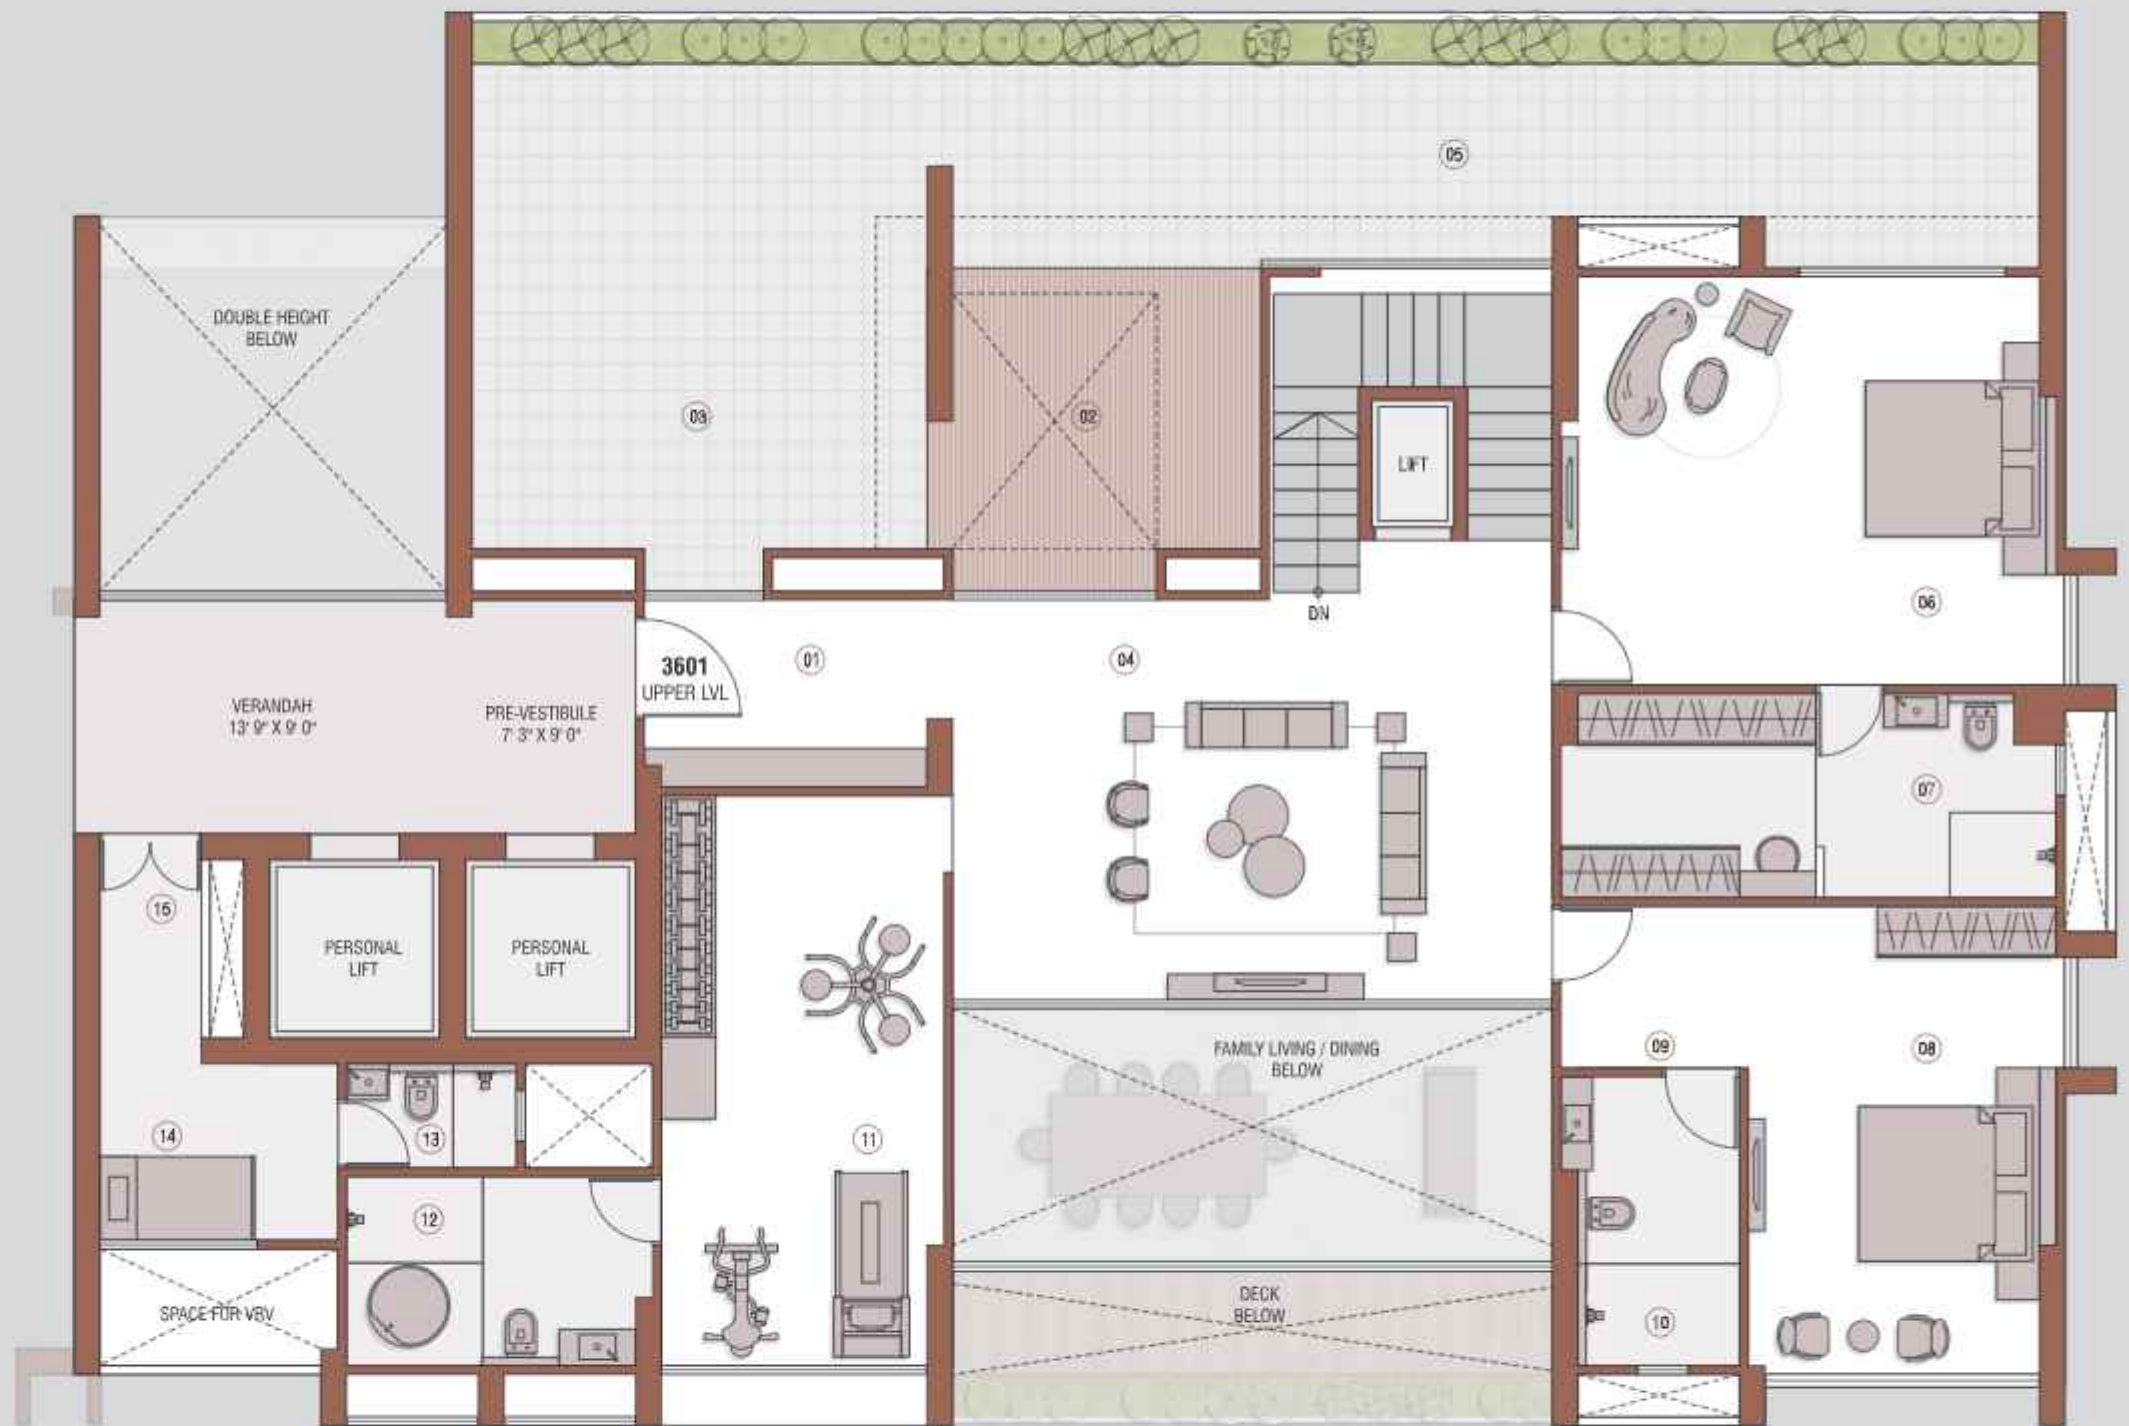 05
DOUBLE HEIGHT
BELOW
03
02
LIFT
06
DN
01
04
3601
UPPER LVL
VERANDAH
13' 9" X 9' 0"
PRE-VESTIBULE
7' 3" X 9' 0"
07
15
PERSONAL
LIFT
PERSONAL
LIFT
FAMILY LIVING / DINING
BELOW
09
08
14
13
11
12
SPACE FOR VRV
DECK
BELOW
10